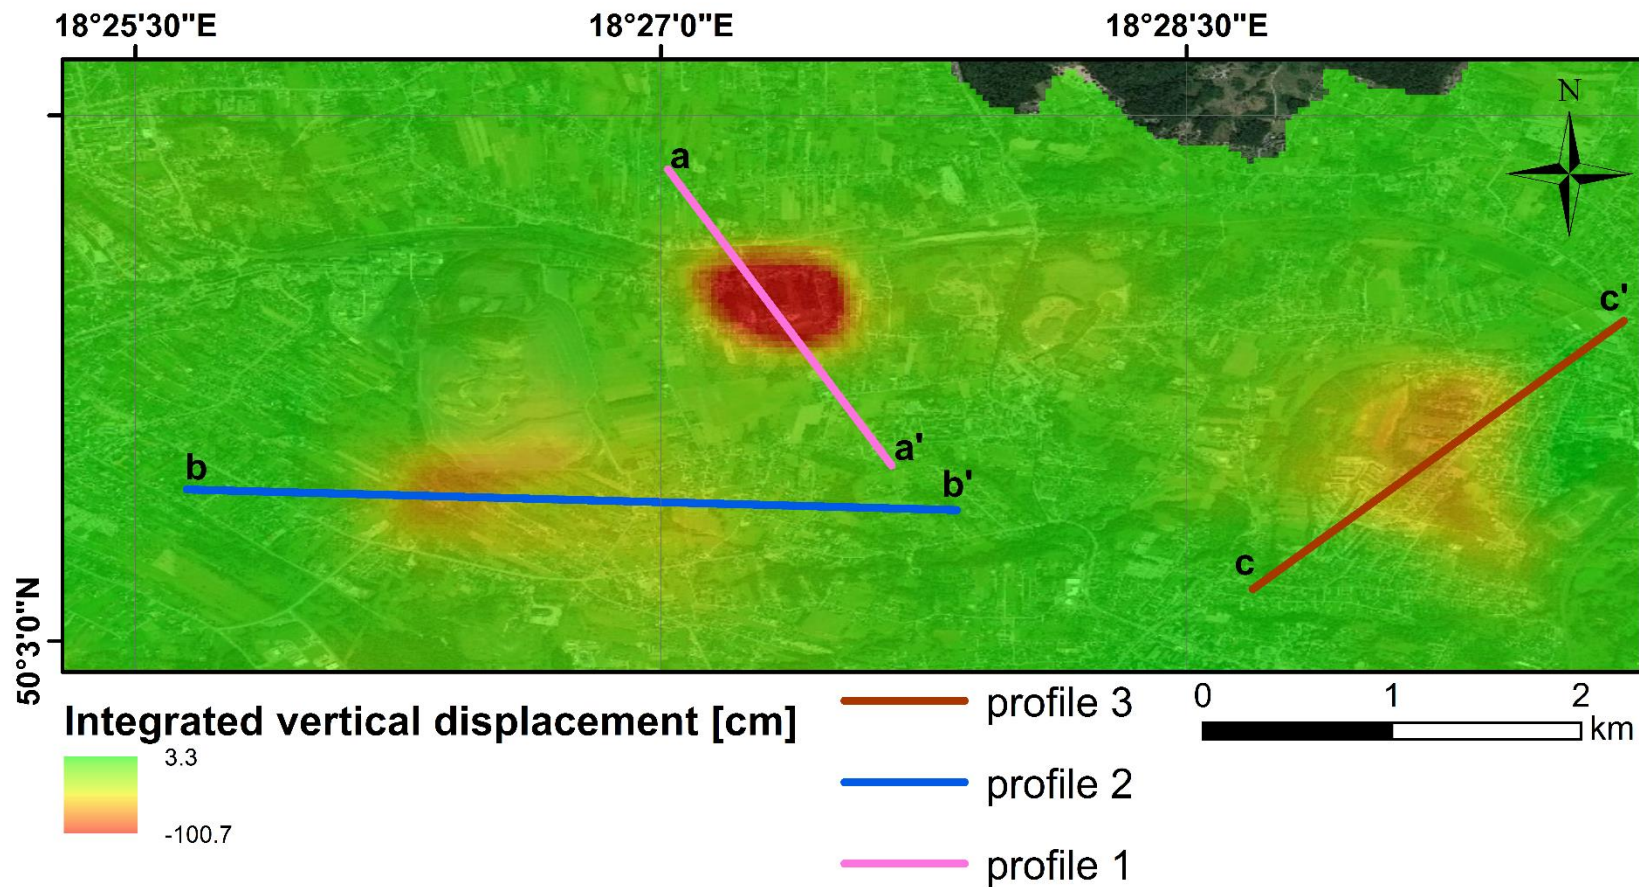 18°25'30"E 18°27'0"E 18°28'30"E
N
a
c'
a'
b
b'
c
50°3'0"N
Integrated vertical displacement [cm]
3.3
-100.7
profile 3
profile 2
profile 1
0 1 2
km